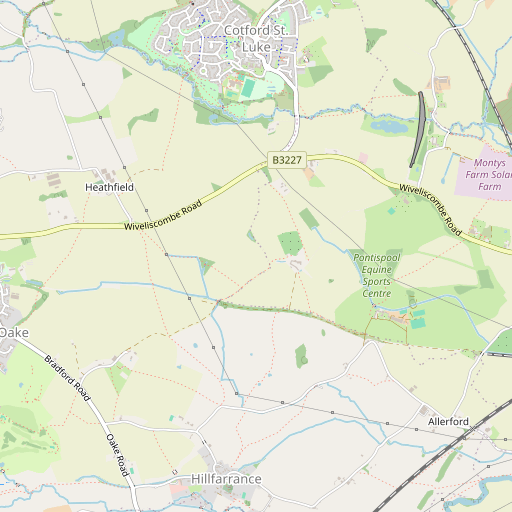 Cotford St.
Luke
B3227
Montys
Farm Solar
Farm
Heathfield
Wiveliscombe Road
Wiveliscombe Road
Pontispool
Equine
Sports
Centre
Oake
Bradford Road
Oake Road
Allerford
Hillfarrance